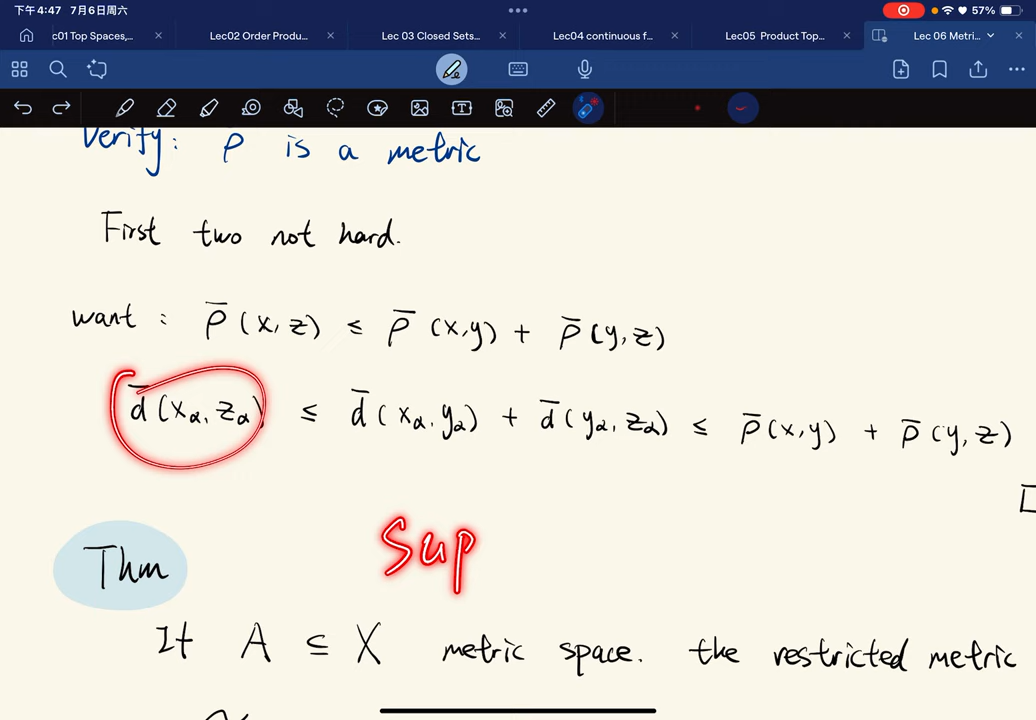 下午4:47 7月6日周六
57%
c01 Top Spaces,...
Lec02 Order Produ...
Lec 03 Closed Sets...
Lec04 continuous f...
Lec05 Product Top...
Lec 06 Metri...
Verify: ρ is a metric
First two not hard.
want : ρ̅ (x, z) ≤ ρ̅ (x,y) + ρ̅ (y, z)
d̅ (xα, zα) ≤ d̅ (xα, yα) + d̅ (yα, zα) ≤ ρ̅ (x,y) + ρ̅ (y, z)
□
Sup
Thm
If A ⊆ X metric space. the restricted metric